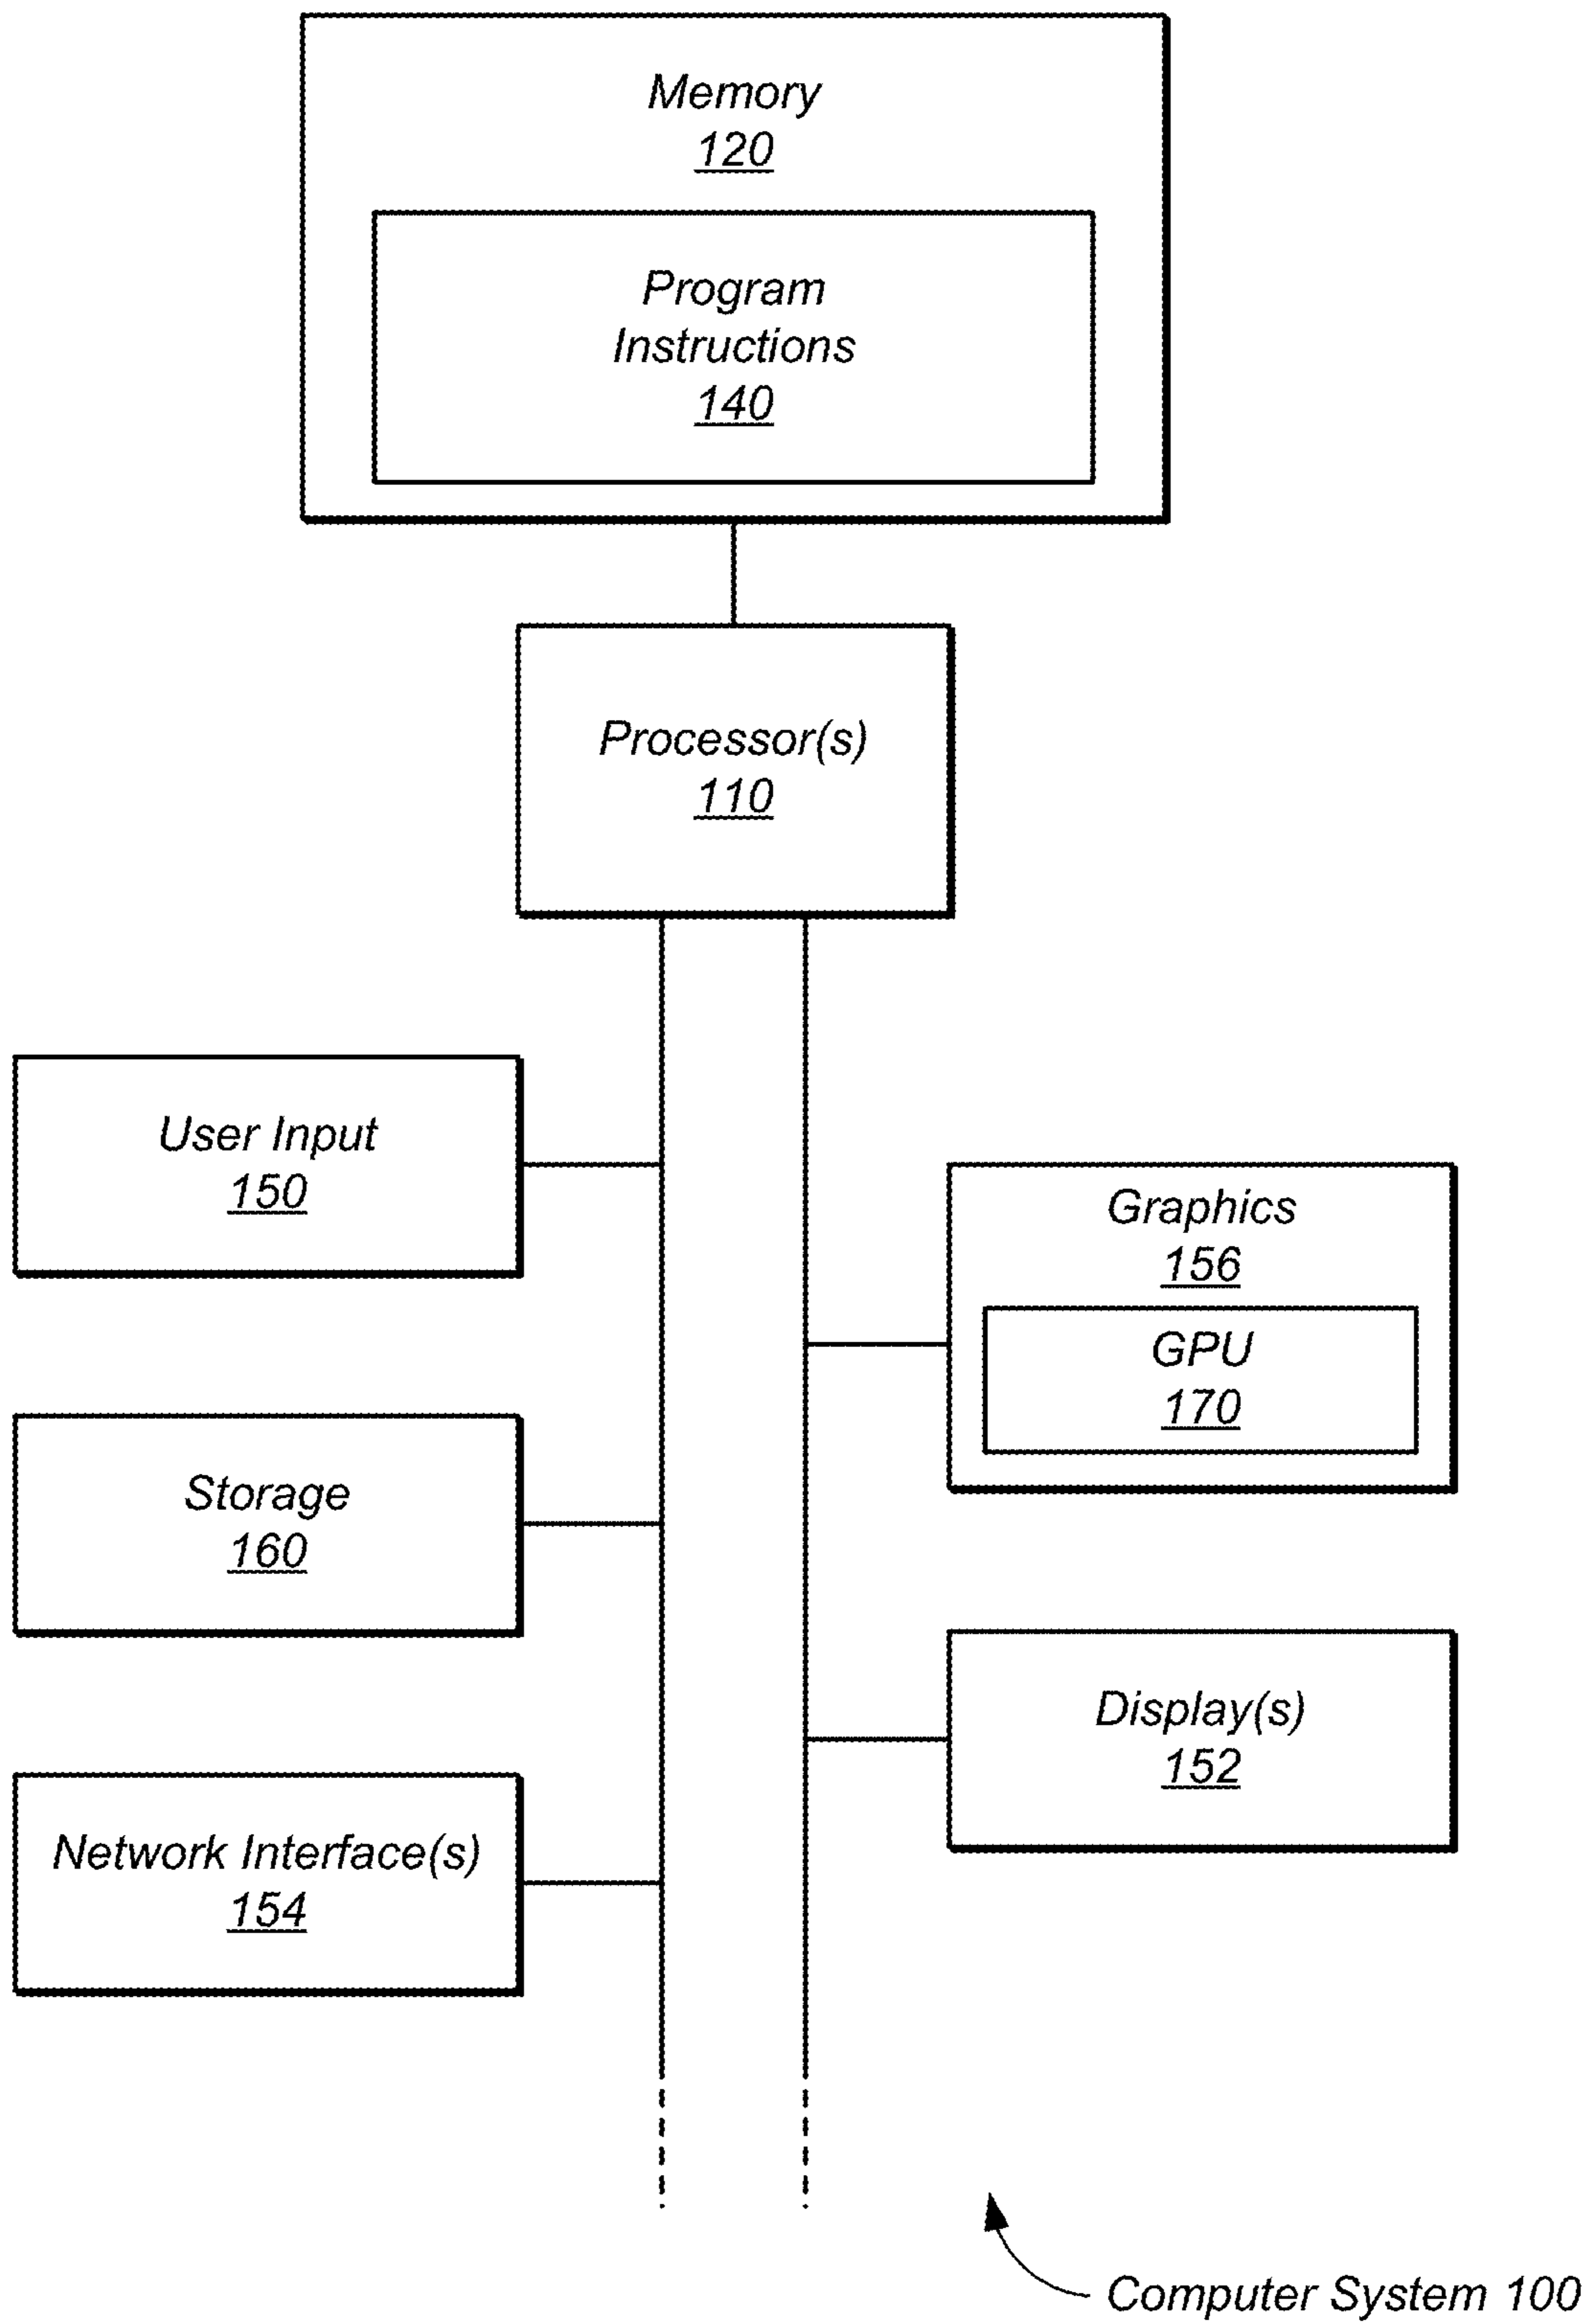 Memory
120
Program
Instructions
140
Processor(s)
110
User Input
150
Graphics
156
GPU
170
Storage
160
Display(s)
152
Network Interface(s)
154
Computer System 100